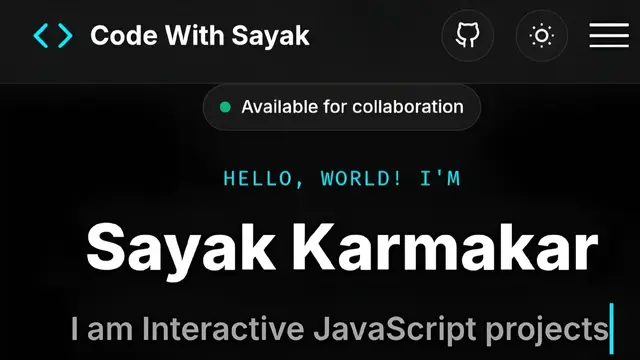 Code With Sayak
Available for collaboration
HELLO, WORLD! I'M
Sayak Karmakar
I am Interactive JavaScript projects